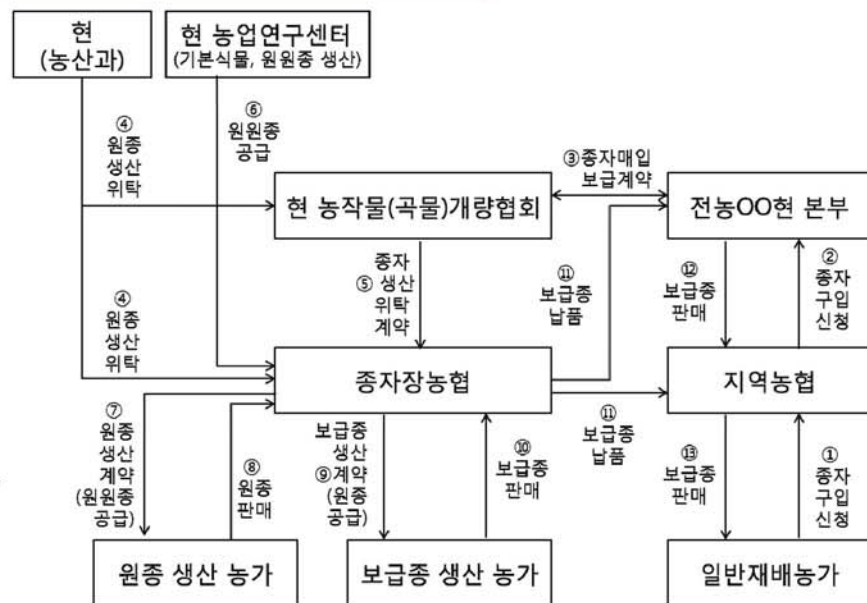 현
(농산과)
현 농업연구센터
(기본식물, 원원종 생산)
④
원종
생산
위탁
⑥
원원종
공급
③종자매입
보급계약
현 농작물(곡물)개량협회
전농OO현 본부
④
원종
생산
위탁
종자
⑤ 생산
위탁
계약
⑪
보급종
납품
⑫
보급종
판매
②
종자
구입
신청
종자장농협
지역농협
⑦
원종
생산
계약
(원원종
공급)
⑧
원종
판매
보급종
생산
⑨계약
(원종
공급)
⑩
보급종
판매
⑪
보급종
납품
⑬
보급종
판매
①
종자
구입
신청
원종 생산 농가
보급종 생산 농가
일반재배농가